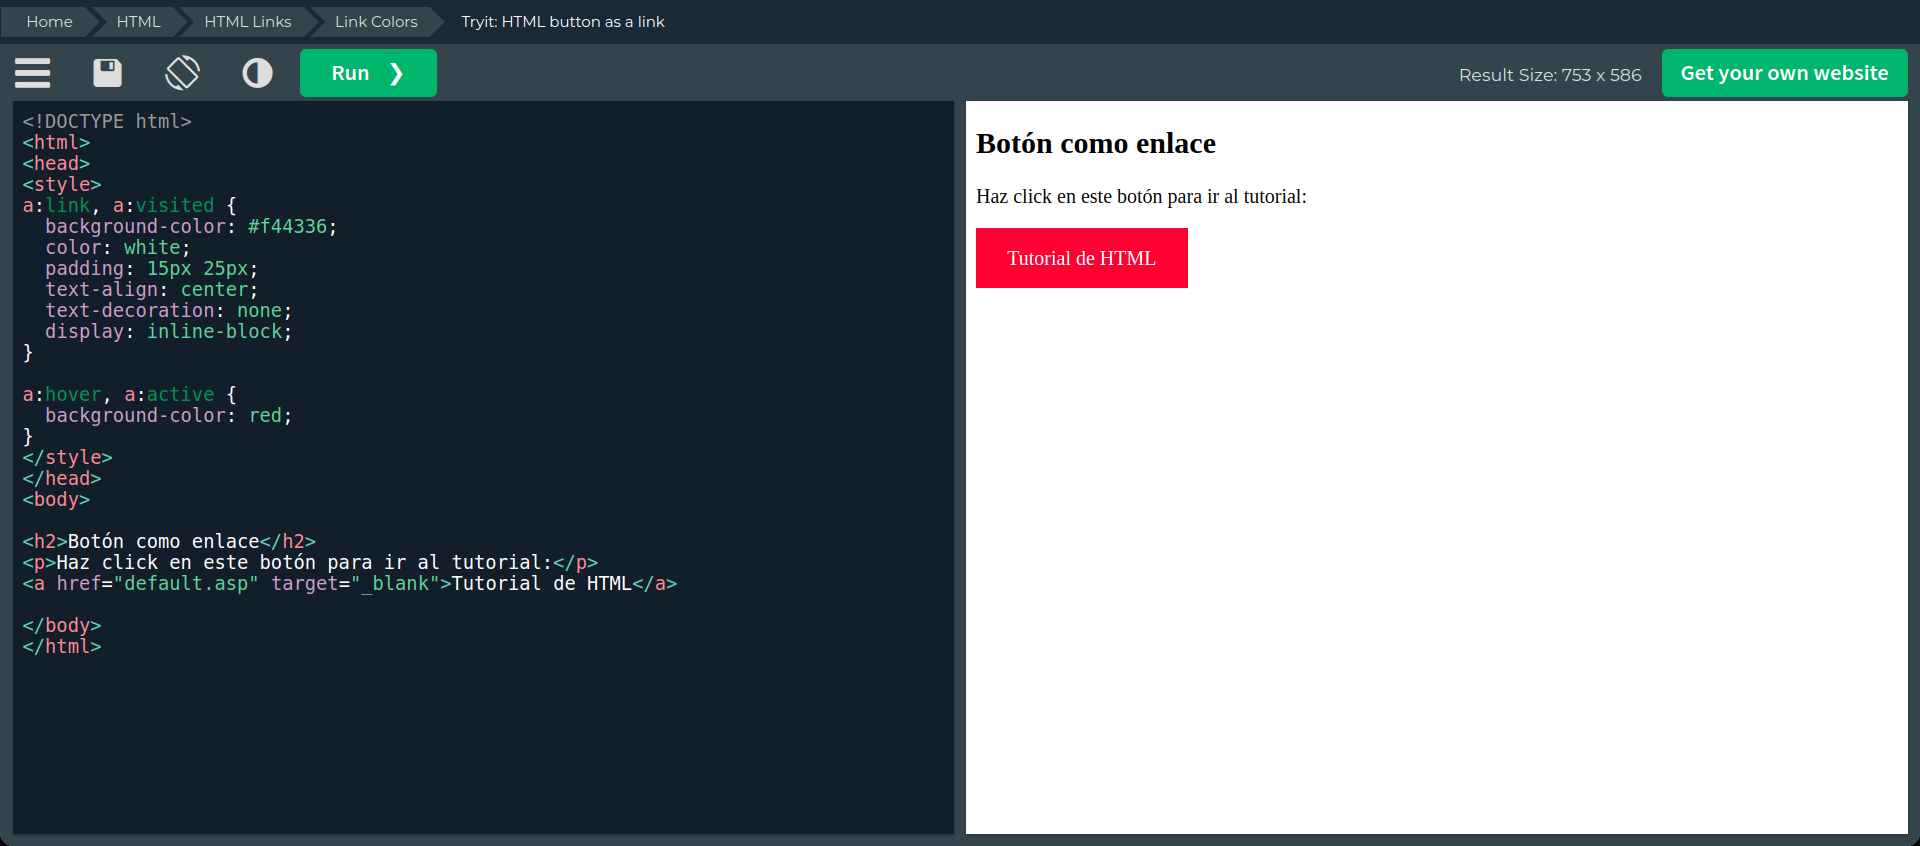 Home
HTML
HTML Links
Link Colors
Tryit: HTML button as a link
Run ❯
Result Size: 753 x 586
Get your own website
<!DOCTYPE html>
<html>
<head>
<style>
a:link, a:visited {
  background-color: #f44336;
  color: white;
  padding: 15px 25px;
  text-align: center;
  text-decoration: none;
  display: inline-block;
}

a:hover, a:active {
  background-color: red;
}
</style>
</head>
<body>

<h2>Botón como enlace</h2>
<p>Haz click en este botón para ir al tutorial:</p>
<a href="default.asp" target="_blank">Tutorial de HTML</a>

</body>
</html>
Botón como enlace
Haz click en este botón para ir al tutorial:
Tutorial de HTML